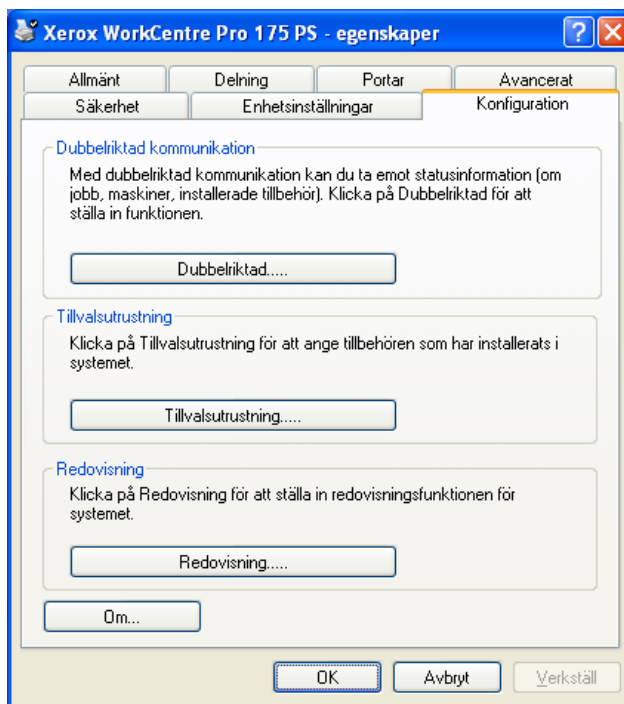 Xerox WorkCentre Pro 175 PS - egenskaper
Allmänt Delning Portar Avancerat
Säkerhet Enhetsinställningar Konfiguration
Dubbelriktad kommunikation
Med dubbelriktad kommunikation kan du ta emot statusinformation (om
jobb, maskiner, installerade tillbehör). Klicka på Dubbelriktad för att
ställa in funktionen.
Dubbelriktad.....
Tillvalsutrustning
Klicka på Tillvalsutrustning för att ange tillbehören som har installerats i
systemet.
Tillvalsutrustning.....
Redovisning
Klicka på Redovisning för att ställa in redovisningsfunktionen för
systemet.
Redovisning.....
Om...
OK Avbryt Verkställ